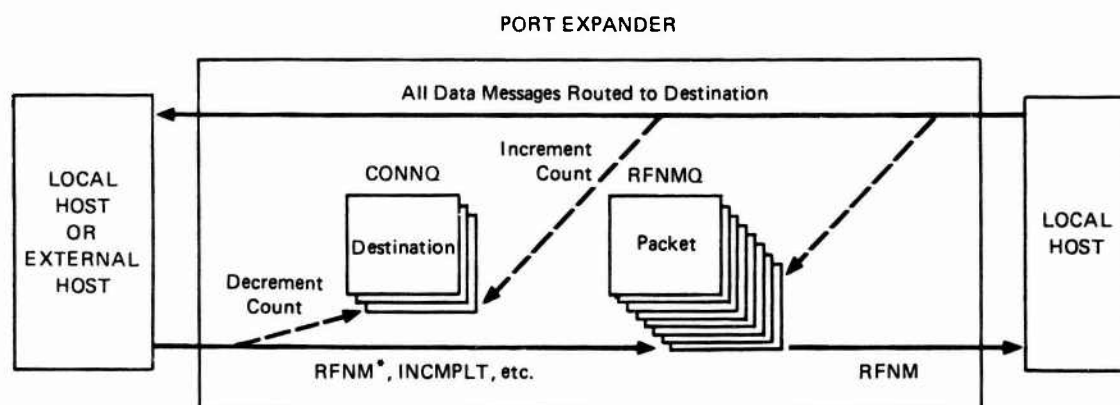 PORT EXPANDER
All Data Messages Routed to Destination
LOCAL
HOST
OR
EXTERNAL
HOST
CONNQ
Increment
Count
RFNMQ
Destination
Packet
LOCAL
HOST
Decrement
Count
RFNM*, INCMPLT, etc.
RFNM